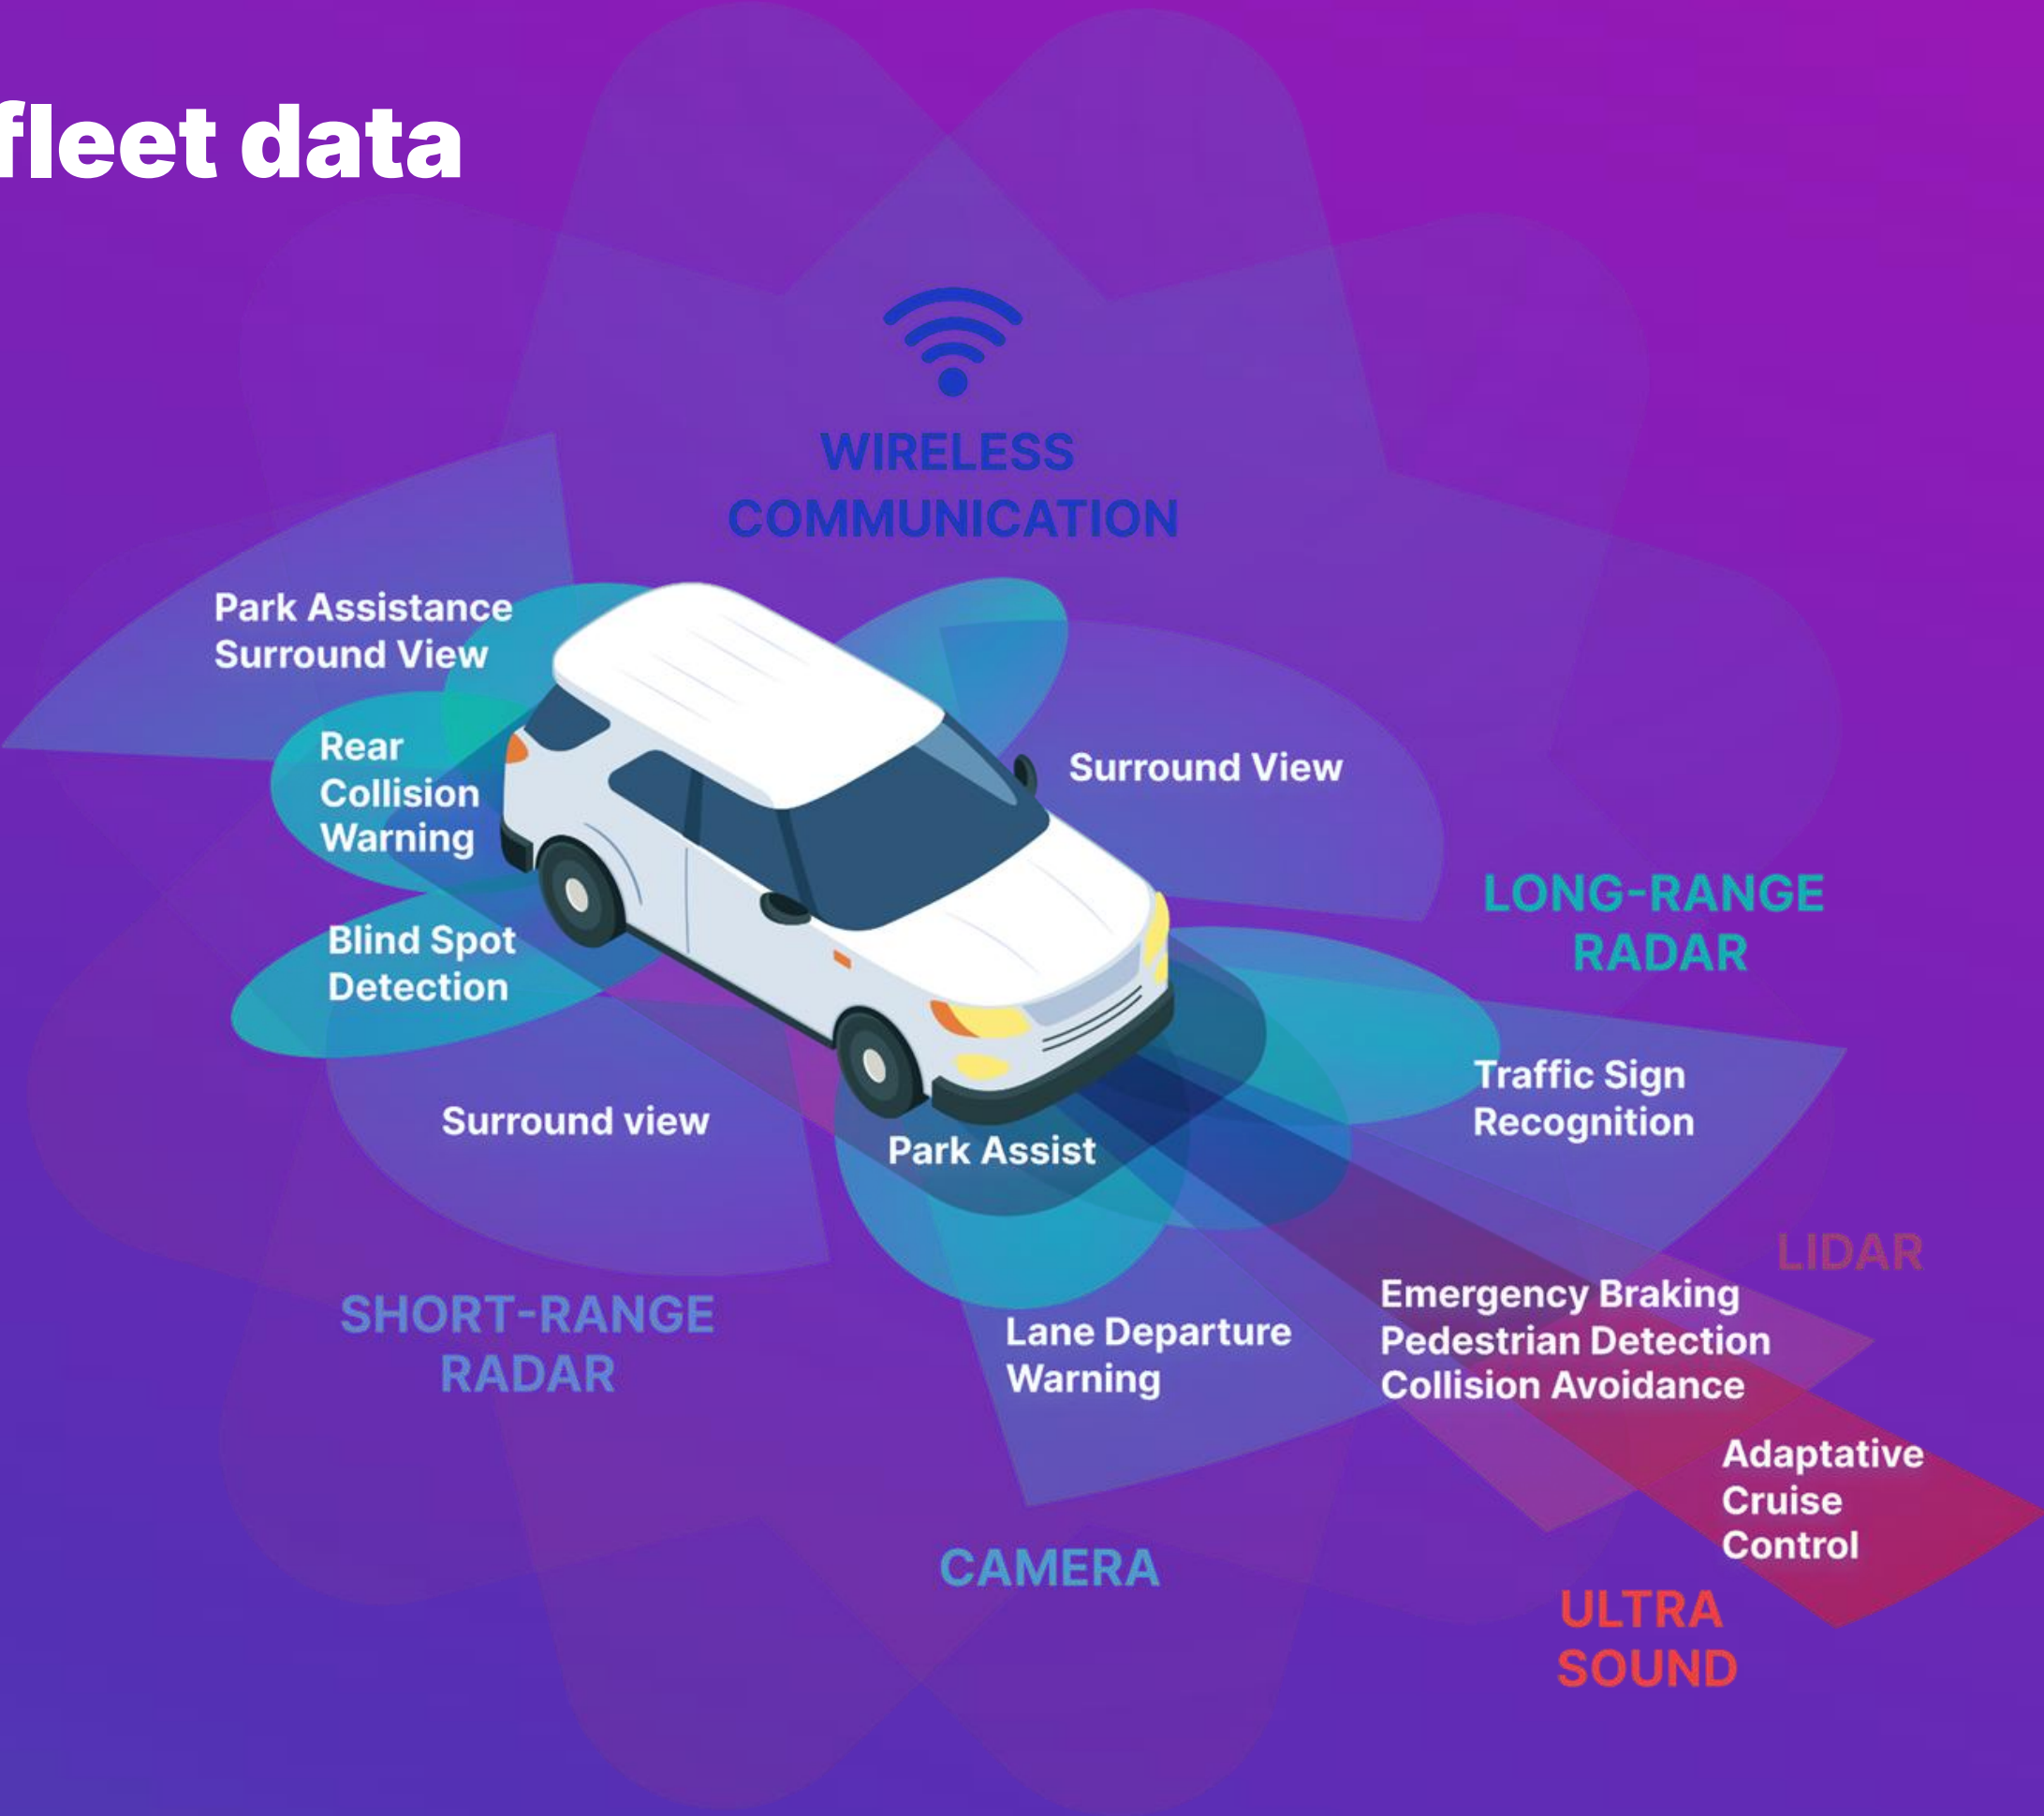 fleet data
WIRELESS
COMMUNICATION
Park Assistance
Surround View
Rear
Collision
Warning
Surround View
Blind Spot
Detection
LONG-RANGE
RADAR
Traffic Sign
Recognition
Surround view
Park Assist
LIDAR
Emergency Braking
Pedestrian Detection
Collision Avoidance
SHORT-RANGE
RADAR
Lane Departure
Warning
Adaptative
Cruise
Control
CAMERA
ULTRA
SOUND